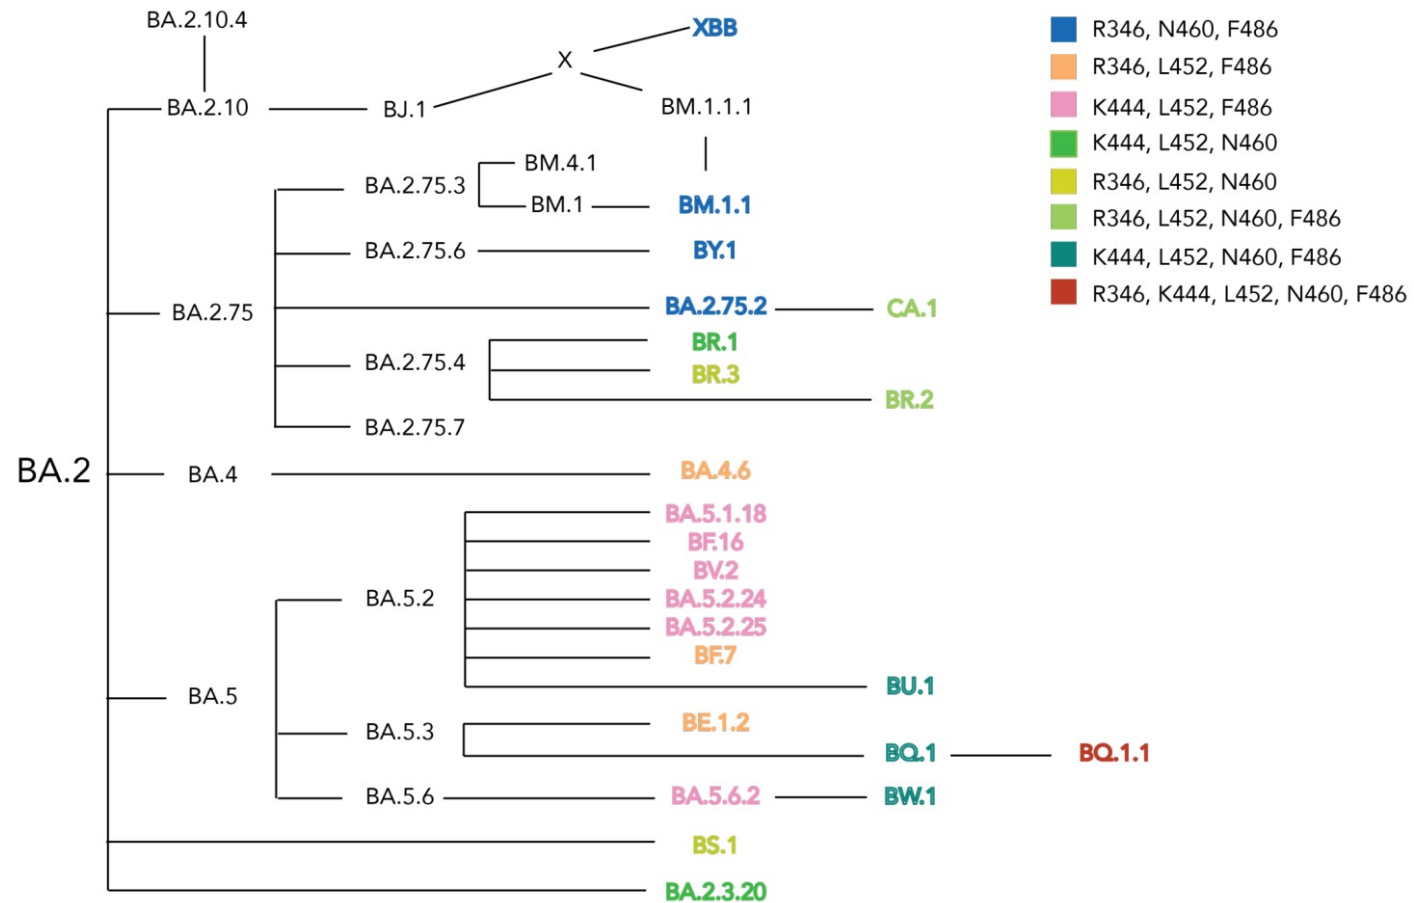 BA.2.10.4
XBB
X
BA.2.10
BJ.1
BM.1.1.1
BM.4.1
BA.2.75.3
BM.1
BM.1.1
BA.2.75.6
BY.1
BA.2.75
BA.2.75.2
CA.1
BR.1
BA.2.75.4
BR.3
BR.2
BA.2.75.7
BA.2
BA.4
BA.4.6
BA.5.1.18
BF.16
BV.2
BA.5.2
BA.5.2.24
BA.5.2.25
BF.7
BU.1
BA.5
BE.1.2
BA.5.3
BQ.1
BQ.1.1
BA.5.6
BA.5.6.2
BW.1
BS.1
BA.2.3.20
R346, N460, F486
R346, L452, F486
K444, L452, F486
K444, L452, N460
R346, L452, N460
R346, L452, N460, F486
K444, L452, N460, F486
R346, K444, L452, N460, F486